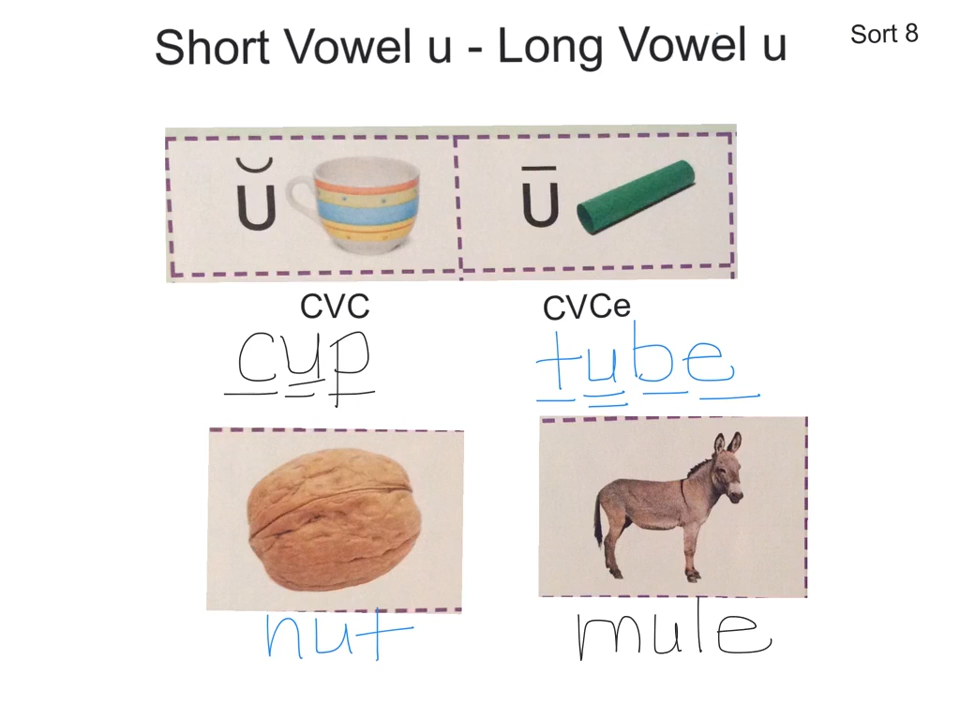 Short Vowel u - Long Vowel u
Sort 8
ŭ
ū
CVC
CVCe
cup
tube
nut
mule